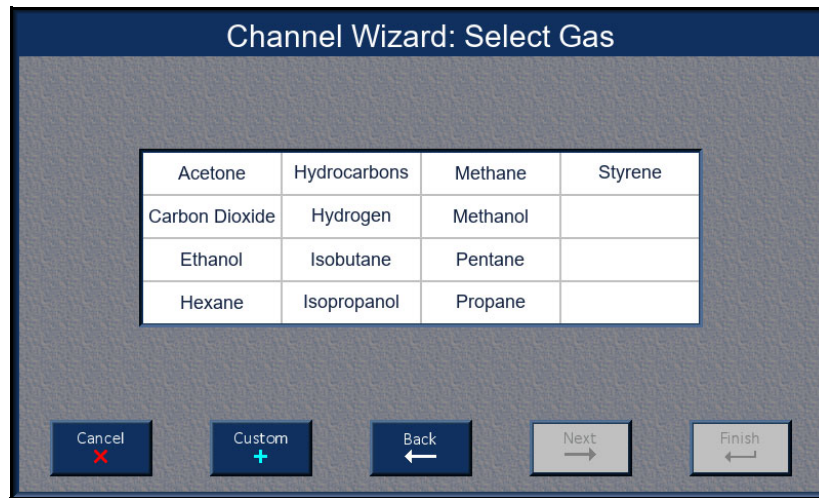 Channel Wizard: Select Gas
Acetone Hydrocarbons Methane Styrene
Carbon Dioxide Hydrogen Methanol
Ethanol Isobutane Pentane
Hexane Isopropanol Propane
Cancel Custom Back Next Finish